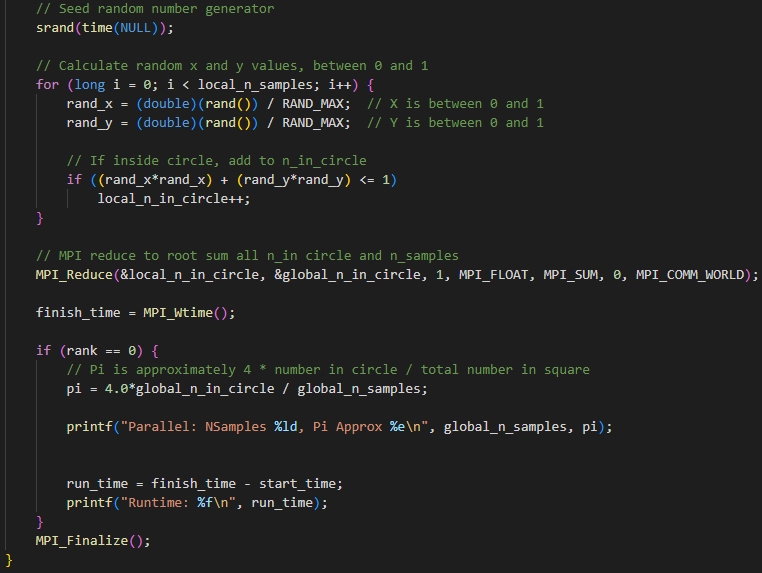 // Seed random number generator
srand(time(NULL));
// Calculate random x and y values, between 0 and 1
for (long i = 0; i < local_n_samples; i++) {
rand_x = (double)(rand()) / RAND_MAX;  // X is between 0 and 1
rand_y = (double)(rand()) / RAND_MAX;  // Y is between 0 and 1
// If inside circle, add to n_in_circle
if ((rand_x*rand_x) + (rand_y*rand_y) <= 1)
local_n_in_circle++;
}
// MPI reduce to root sum all n_in circle and n_samples
MPI_Reduce(&local_n_in_circle, &global_n_in_circle, 1, MPI_FLOAT, MPI_SUM, 0, MPI_COMM_WORLD);
finish_time = MPI_Wtime();
if (rank == 0) {
// Pi is approximately 4 * number in circle / total number in square
pi = 4.0*global_n_in_circle / global_n_samples;
printf("Parallel: NSamples %ld, Pi Approx %e\n", global_n_samples, pi);
run_time = finish_time - start_time;
printf("Runtime: %f\n", run_time);
}
MPI_Finalize();
}